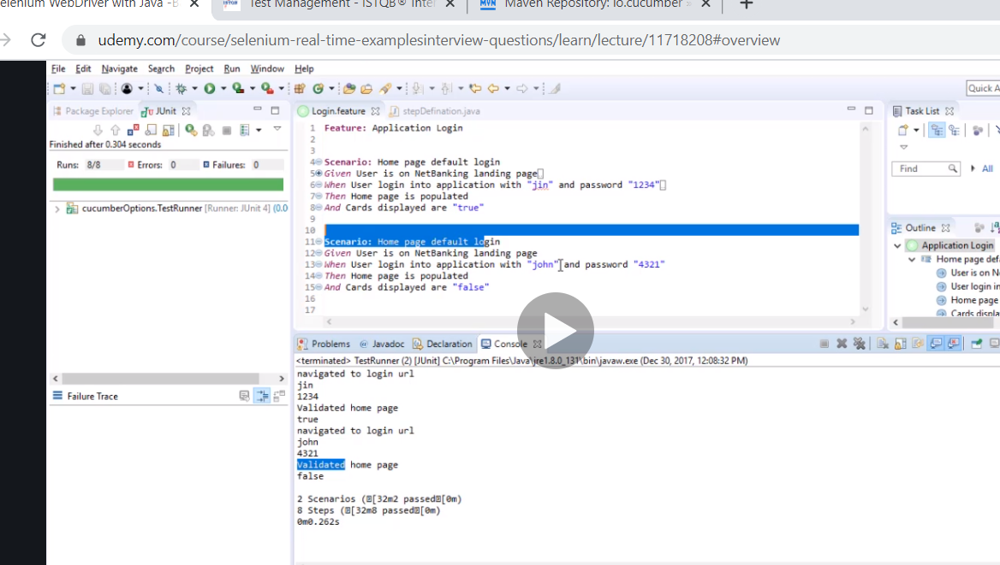 elenium WebDriver with Java -B
Test Management - ISTQB® Inter
MVN Maven Repository: io.cucumber »
udemy.com/course/selenium-real-time-examplesinterview-questions/learn/lecture/11718208#overview
File Edit Navigate Search Project Run Window Help
Quick A
Package Explorer JUnit
Finished after 0.304 seconds
Runs: 8/8 Errors: 0 Failures: 0
cucumberOptions.TestRunner [Runner: JUnit 4] (0.0
Failure Trace
Login.feature stepDefination.java
1 Feature: Application Login
2
3
4 Scenario: Home page default login
5 Given User is on NetBanking landing page
6 When User login into application with "jin" and password "1234"
7 Then Home page is populated
8 And Cards displayed are "true"
9
10
11 Scenario: Home page default login
12 Given User is on NetBanking landing page
13 When User login into application with "john" and password "4321"
14 Then Home page is populated
15 And Cards displayed are "false"
16
17
Task List
Find All
Outline
Application Login
Home page def
User is on N
User login in
Home page
Cards displa
Problems @ Javadoc Declaration Console
<terminated> TestRunner (2) [JUnit] C:\Program Files\Java\jre1.8.0_131\bin\javaw.exe (Dec 30, 2017, 12:08:32 PM)
navigated to login url
jin
1234
Validated home page
true
navigated to login url
john
4321
Validated home page
false
2 Scenarios ([32m2 passed[0m)
8 Steps ([32m8 passed[0m)
0m0.262s